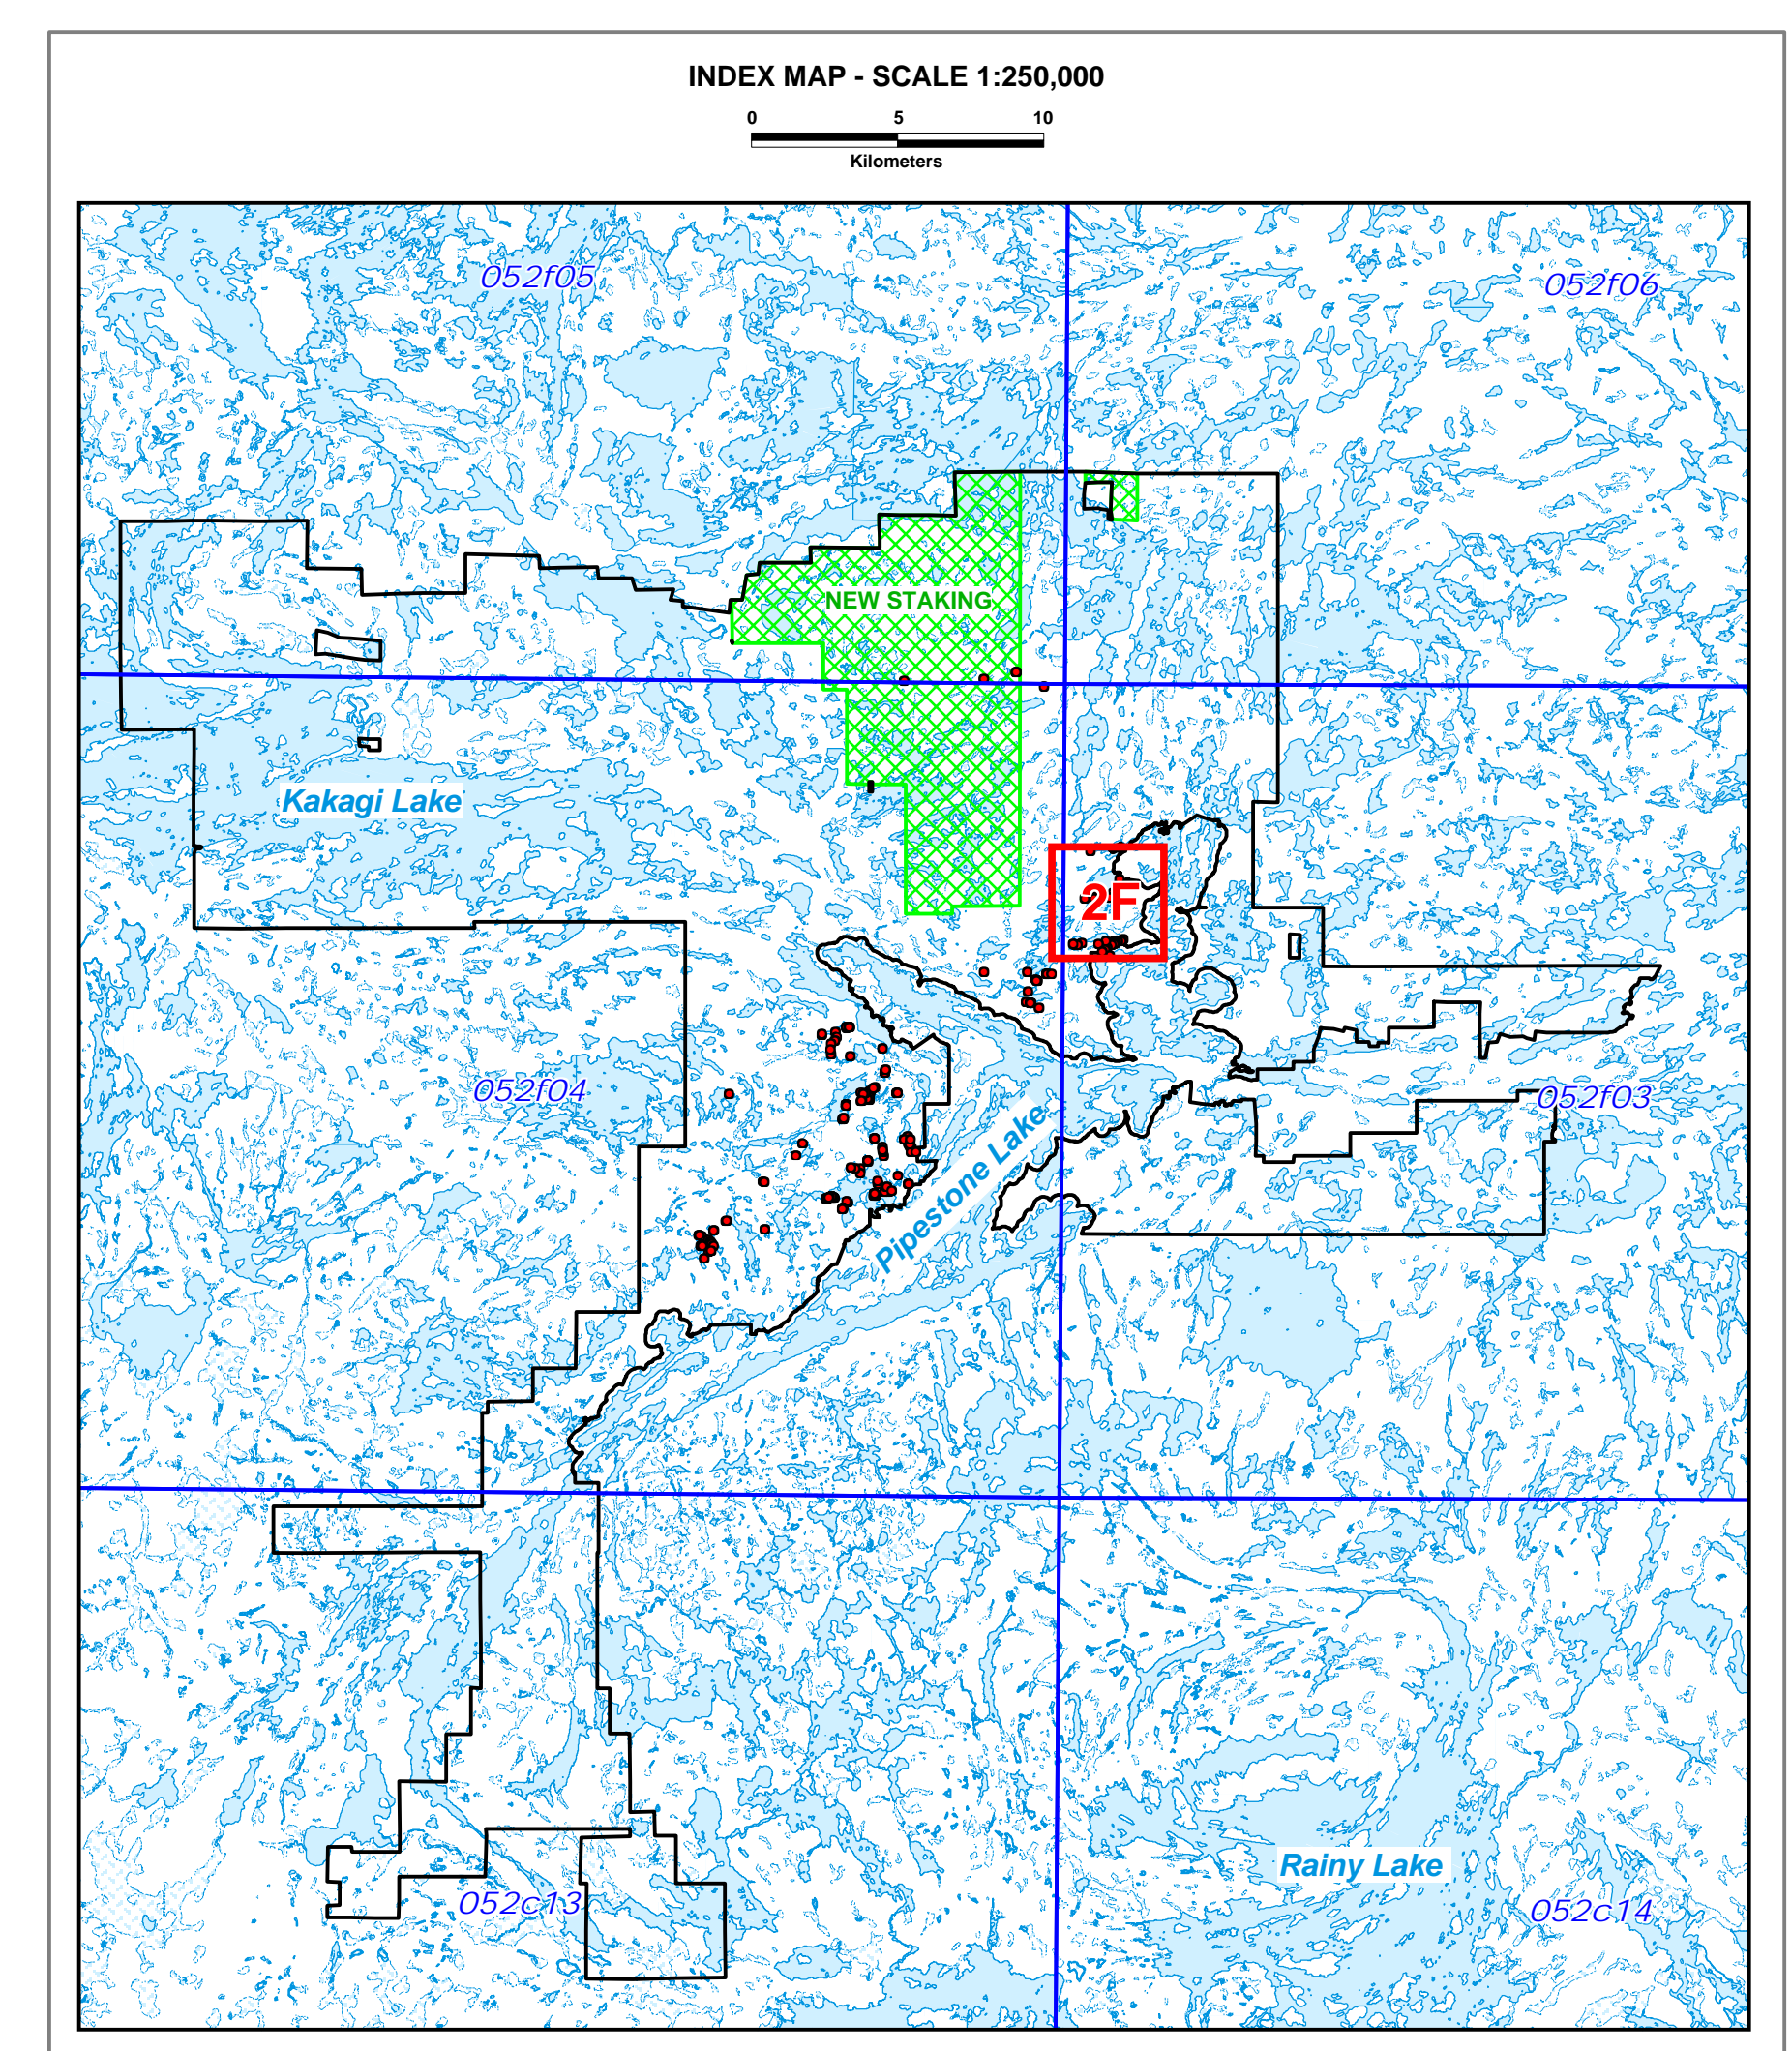 INDEX MAP - SCALE 1:250,000
0 5 10
Kilometers
052f05
052f06
NEW STAKING
Kakagi Lake
2F
052f04
052f03
Pipestone Lake
Rainy Lake
052c13
052c14